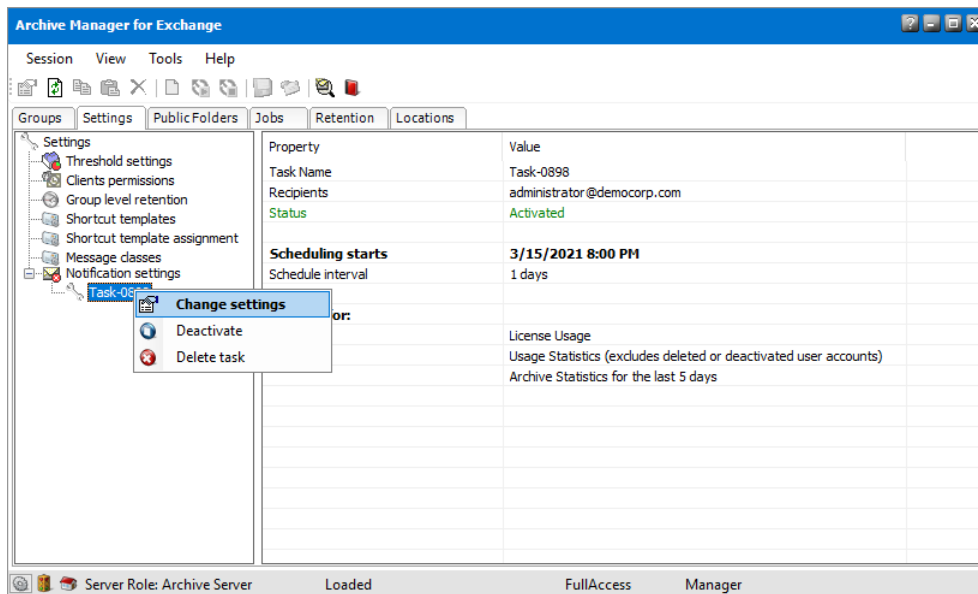 Archive Manager for Exchange
Session View Tools Help
Groups Settings Public Folders Jobs Retention Locations
Settings
Threshold settings
Clients permissions
Group level retention
Shortcut templates
Shortcut template assignment
Message classes
Notification settings
Change settings
Deactivate
Delete task
Property Value
Task Name Task-0898
Recipients administrator@democorp.com
Status Activated
Scheduling starts 3/15/2021 8:00 PM
Schedule interval 1 days
License Usage
Usage Statistics (excludes deleted or deactivated user accounts)
Archive Statistics for the last 5 days
Server Role: Archive Server Loaded FullAccess Manager